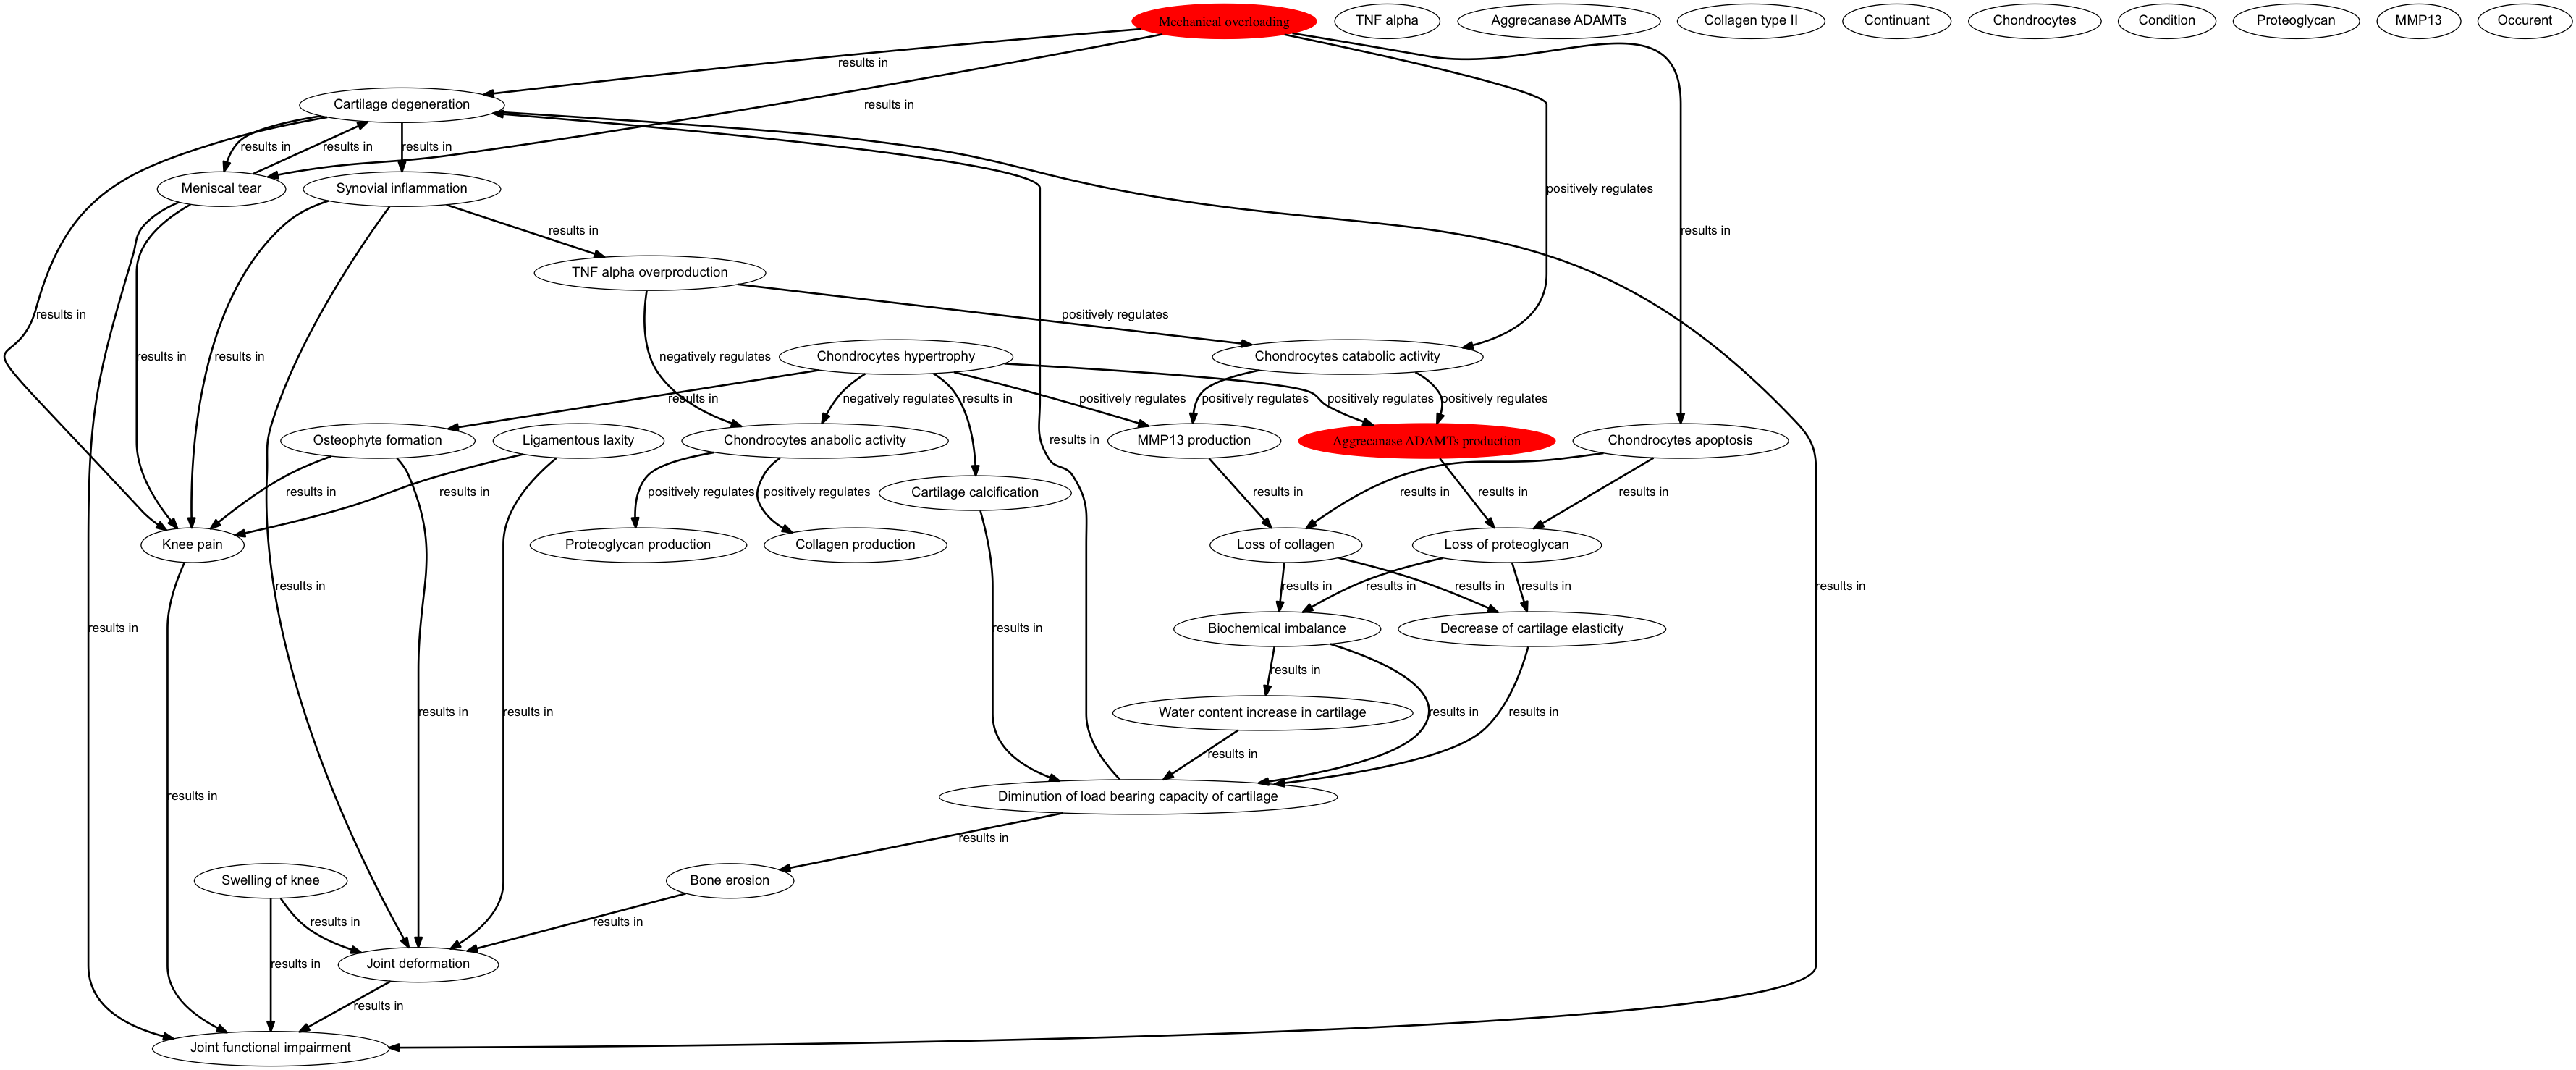 Mechanical overloading
TNF alpha
Aggrecanase ADAMTs
Collagen type II
Continuant
Chondrocytes
Condition
Proteoglycan
MMP13
Occurent
results in
Cartilage degeneration
results in
results in
results in
results in
Meniscal tear
Synovial inflammation
positively regulates
results in
results in
TNF alpha overproduction
results in
positively regulates
results in
results in
negatively regulates
Chondrocytes hypertrophy
Chondrocytes catabolic activity
results in
negatively regulates
results in
positively regulates
positively regulates
positively regulates
positively regulates
Osteophyte formation
Ligamentous laxity
Chondrocytes anabolic activity
results in
MMP13 production
Aggrecanase ADAMTs production
Chondrocytes apoptosis
results in
results in
positively regulates
positively regulates
Cartilage calcification
results in
results in
results in
results in
Knee pain
Proteoglycan production
Collagen production
Loss of collagen
Loss of proteoglycan
results in
results in
results in
results in
results in
results in
results in
results in
Biochemical imbalance
Decrease of cartilage elasticity
results in
results in
results in
Water content increase in cartilage
results in
results in
results in
results in
Diminution of load bearing capacity of cartilage
results in
Swelling of knee
Bone erosion
results in
results in
results in
Joint deformation
results in
Joint functional impairment